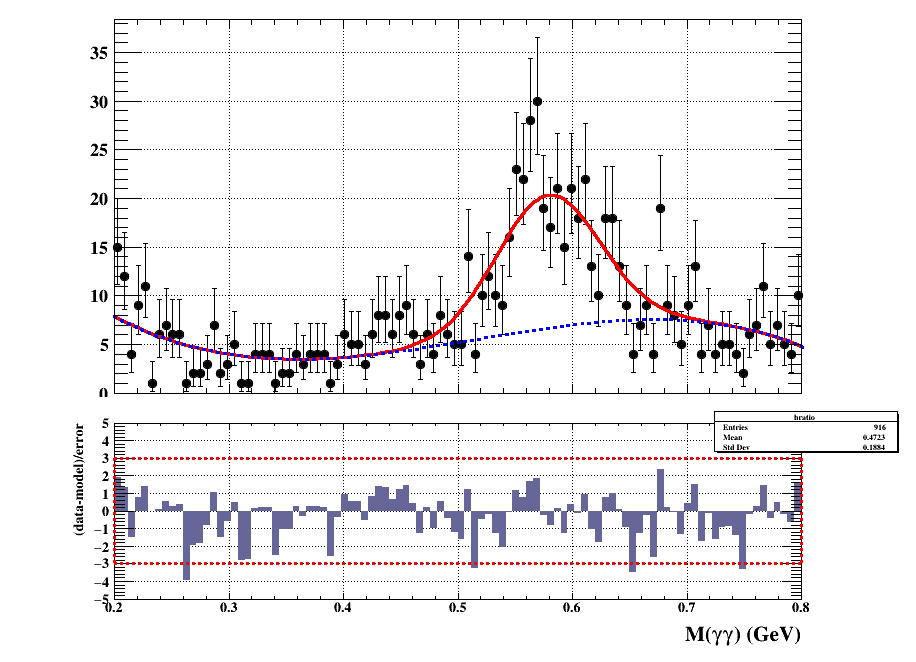 35
30
25
20
15
10
5
0
hratio
Entries 916
Mean 0.4723
Std Dev 0.1884
(data-model)/error
5
4
3
2
1
0
−1
−2
−3
−4
−5
0.2 0.3 0.4 0.5 0.6 0.7 0.8
M(γγ) (GeV)